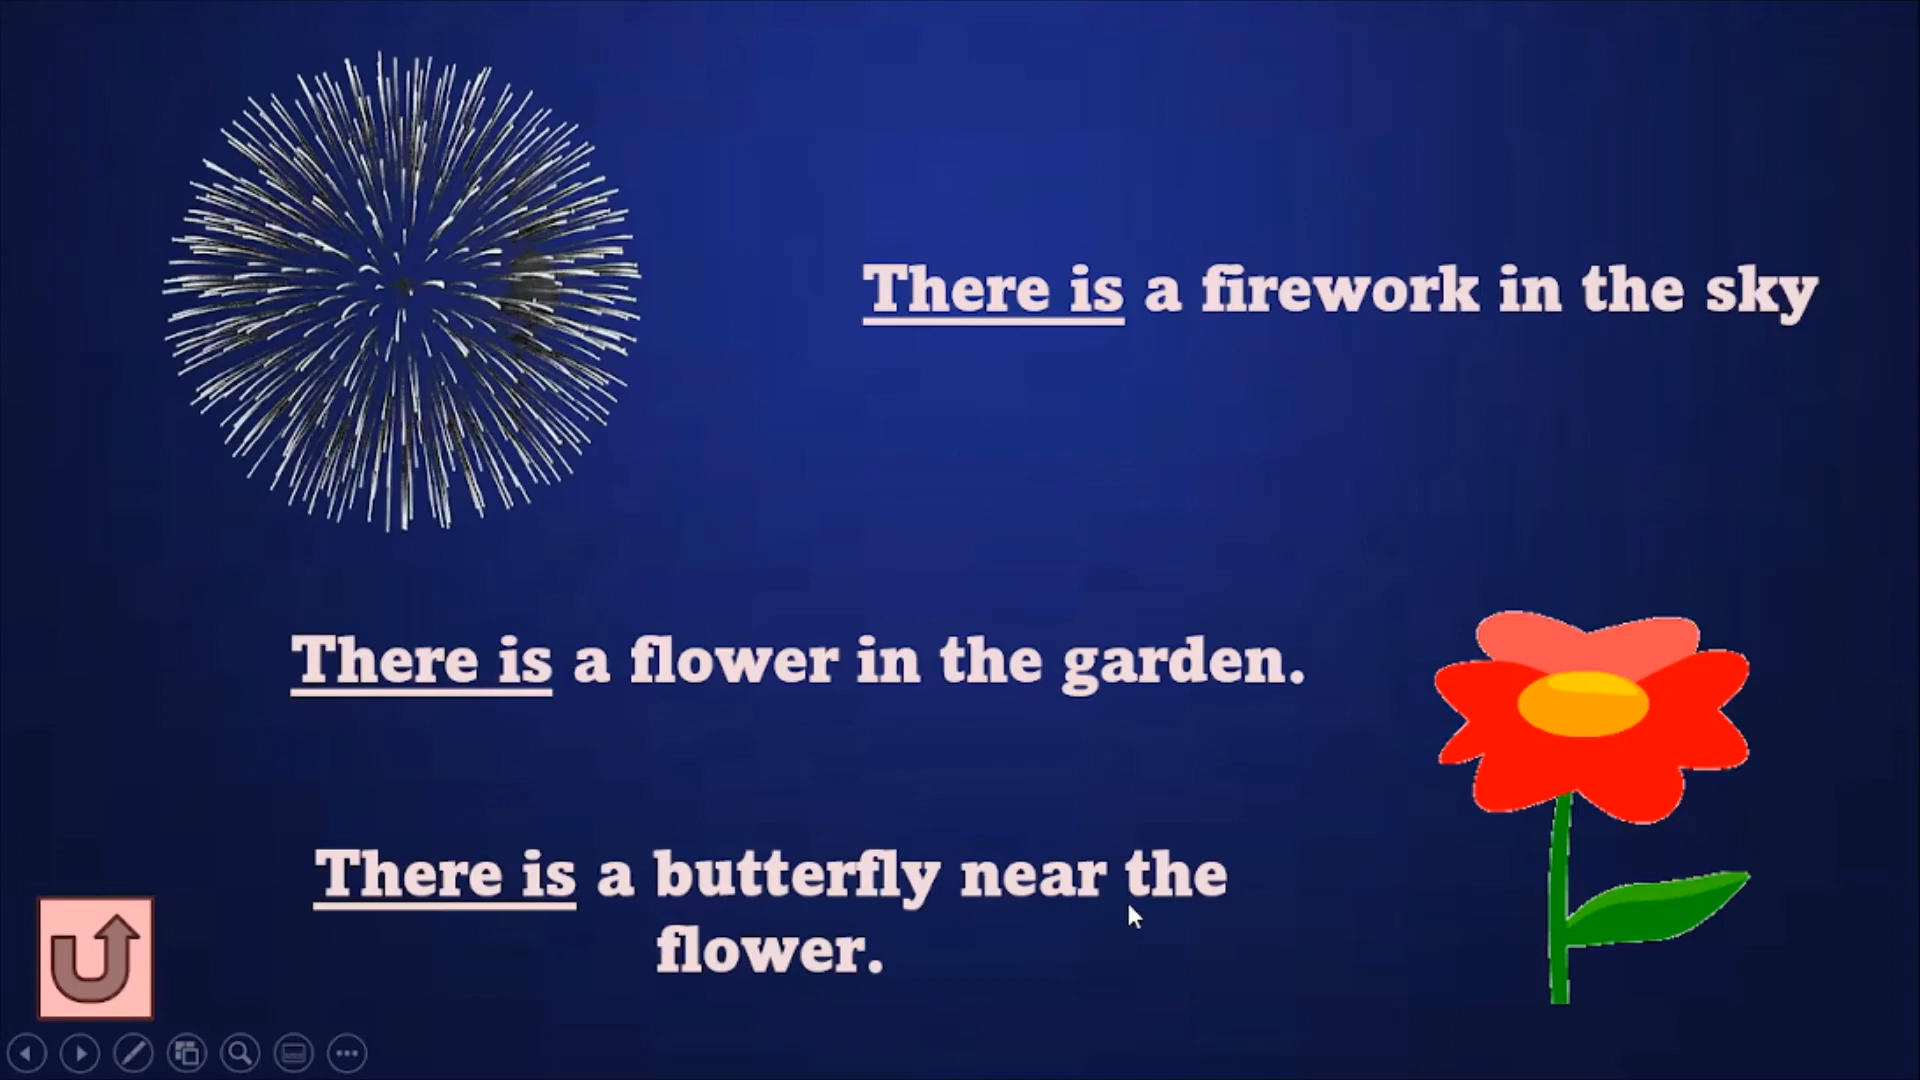 There is a firework in the sky
There is a flower in the garden.
There is a butterfly near the
flower.